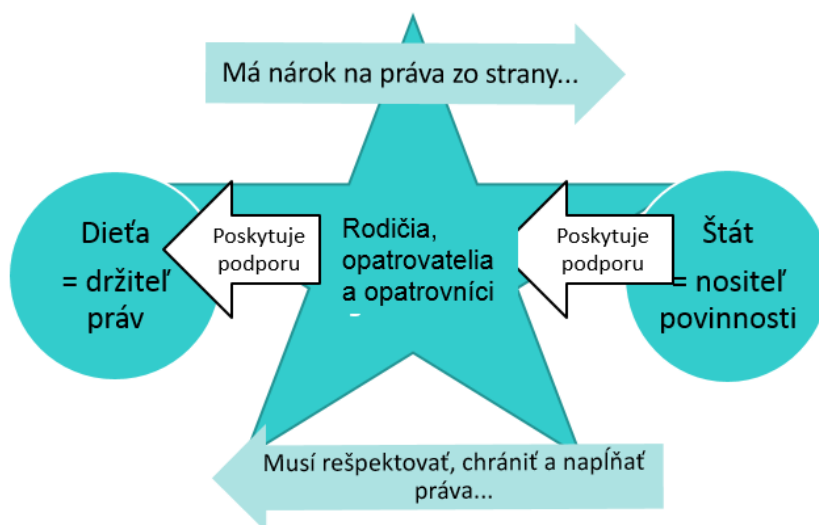 Má nárok na práva zo strany...
Dieťa
= držiteľ
práv
Poskytuje
podporu
Rodičia,
opatrovatelia
a opatrovníci
Poskytuje
podporu
Štát
= nositeľ
povinnosti
Musí rešpektovať, chrániť a napĺňať
práva...